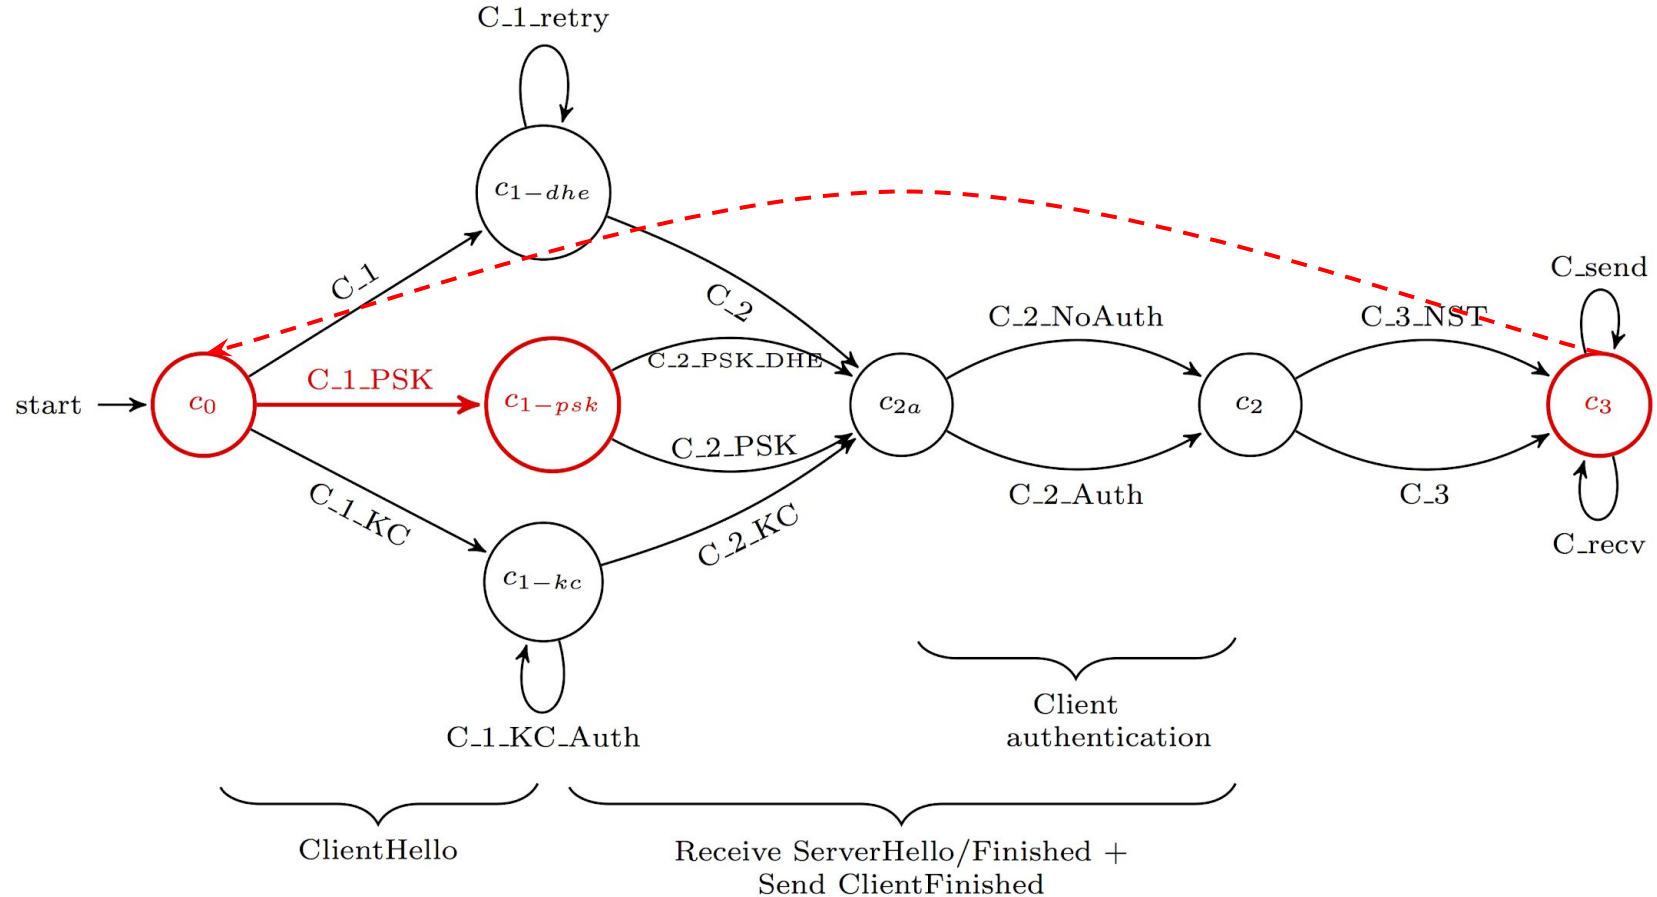 C_1_retry
c1−dhe
C_send
C_1
C_2
C_2_NoAuth
C_3_NST
C_2_PSK_DHE
C_1_PSK
start
c0
c1−psk
c2a
c2
c3
C_2_PSK
C_1_KC
C_2_KC
C_2_Auth
C_3
C_recv
c1−kc
C_1_KC_Auth
Client
authentication
ClientHello
Receive ServerHello/Finished +
Send ClientFinished